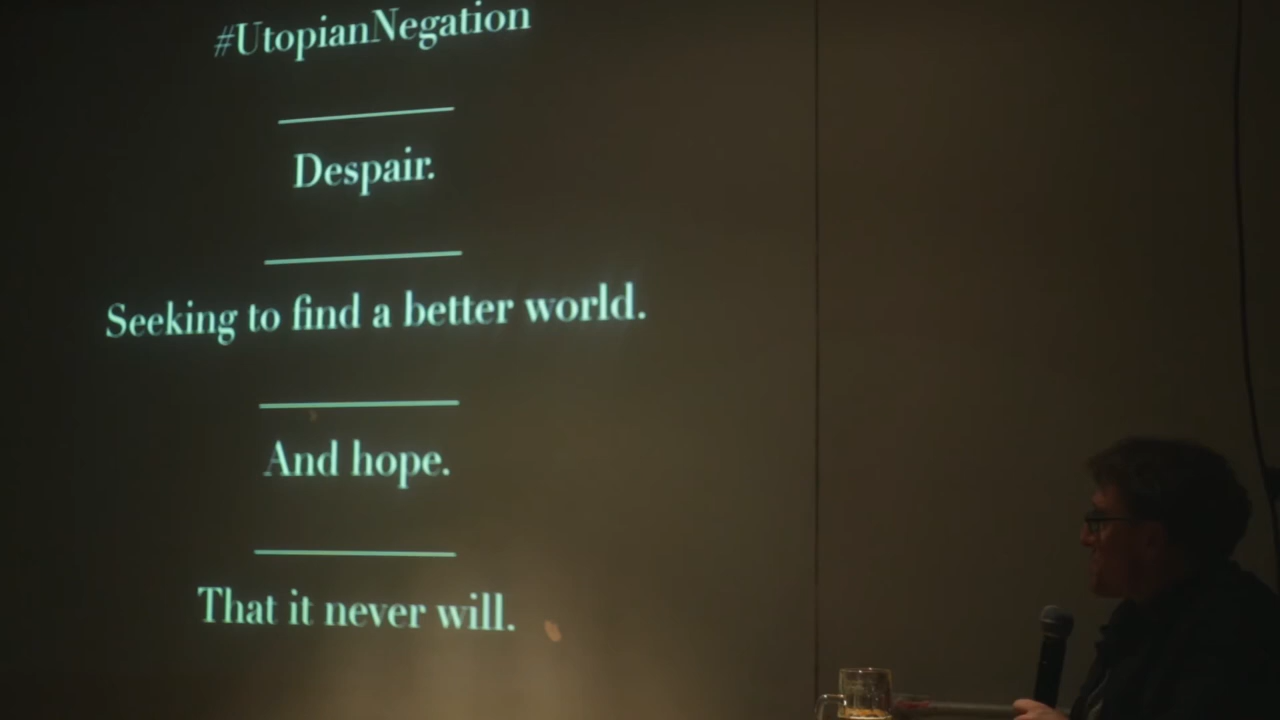 #UtopianNegation
Despair.
Seeking to find a better world.
And hope.
That it never will.